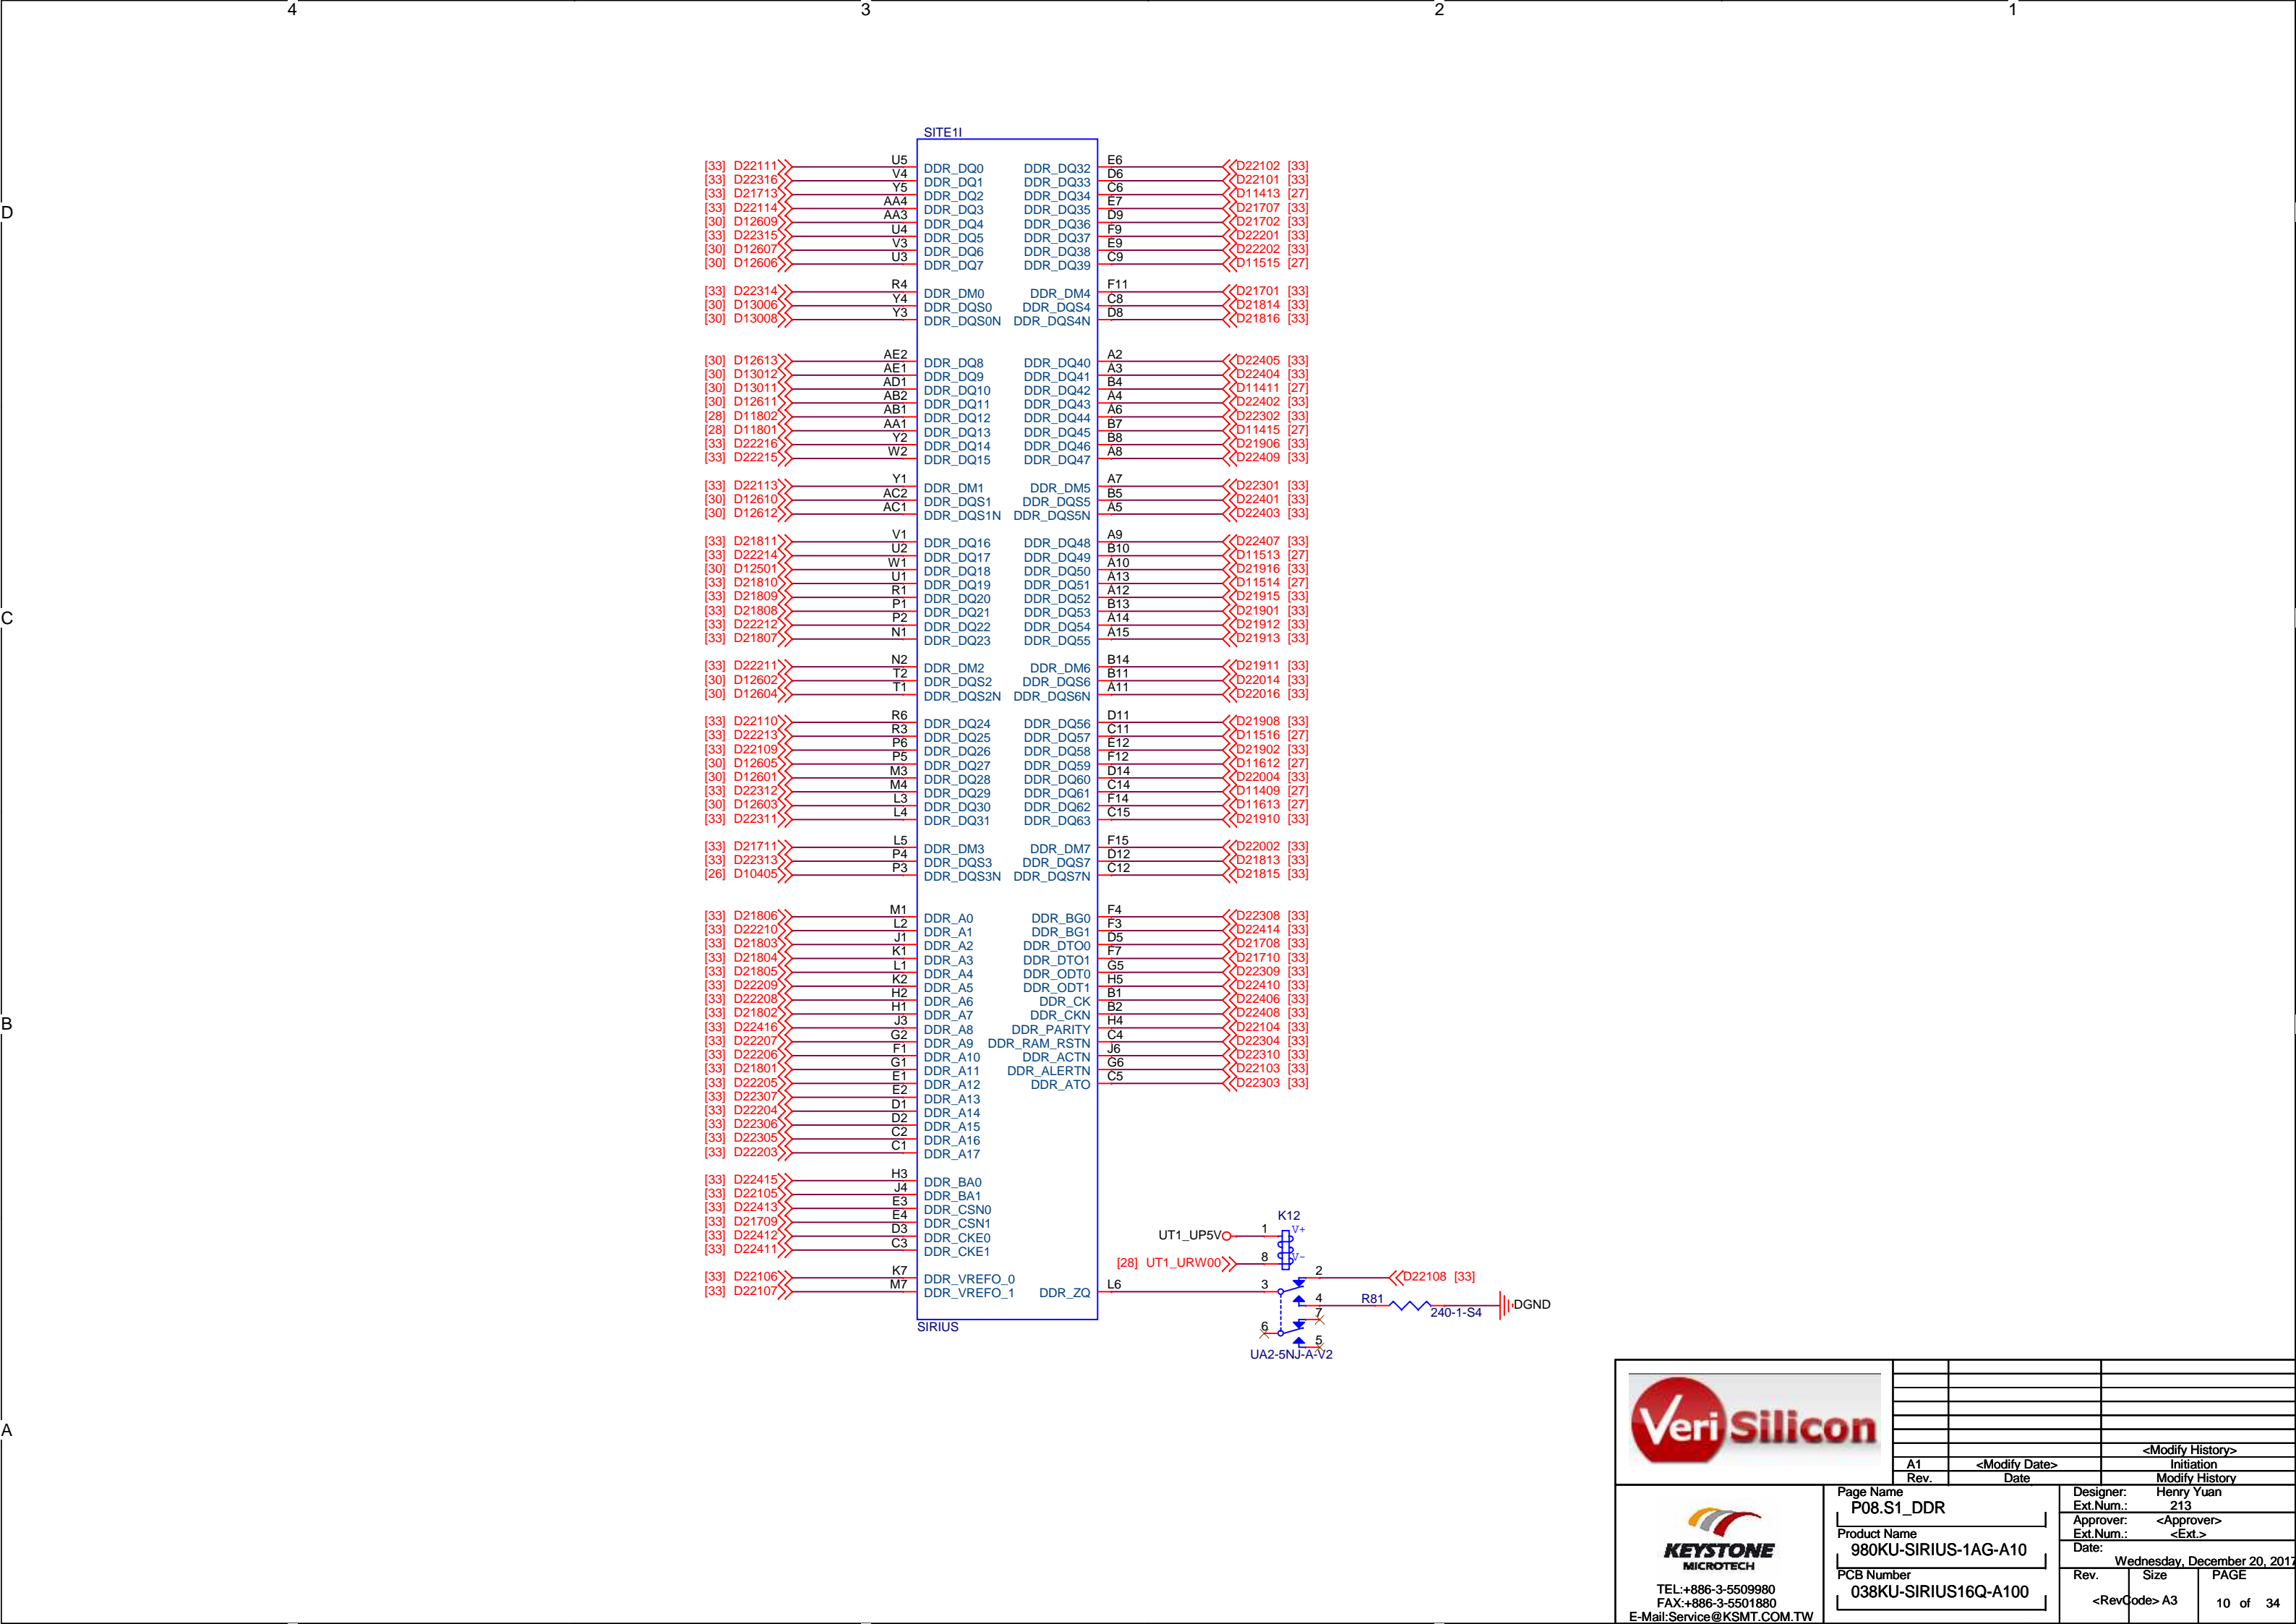 4 3 2 1
D
C
B
A
SITE1I
[33] D22111 U5 DDR_DQ0 DDR_DQ32 E6 D22102 [33]
[33] D22316 V4 DDR_DQ1 DDR_DQ33 D6 D22101 [33]
[33] D21713 Y5 DDR_DQ2 DDR_DQ34 C6 D11413 [27]
[33] D22114 AA4 DDR_DQ3 DDR_DQ35 E7 D21707 [33]
[30] D12609 AA3 DDR_DQ4 DDR_DQ36 D9 D21702 [33]
[33] D22315 U4 DDR_DQ5 DDR_DQ37 F9 D22201 [33]
[30] D12607 V3 DDR_DQ6 DDR_DQ38 E9 D22202 [33]
[30] D12606 U3 DDR_DQ7 DDR_DQ39 C9 D11515 [27]
[33] D22314 R4 DDR_DM0 DDR_DM4 F11 D21701 [33]
[30] D13006 Y4 DDR_DQS0 DDR_DQS4 C8 D21814 [33]
[30] D13008 Y3 DDR_DQS0N DDR_DQS4N D8 D21816 [33]
[30] D12613 AE2 DDR_DQ8 DDR_DQ40 A2 D22405 [33]
[30] D13012 AE1 DDR_DQ9 DDR_DQ41 A3 D22404 [33]
[30] D13011 AD1 DDR_DQ10 DDR_DQ42 B4 D11411 [27]
[30] D12611 AB2 DDR_DQ11 DDR_DQ43 A4 D22402 [33]
[28] D11802 AB1 DDR_DQ12 DDR_DQ44 A6 D22302 [33]
[28] D11801 AA1 DDR_DQ13 DDR_DQ45 B7 D11415 [27]
[33] D22216 Y2 DDR_DQ14 DDR_DQ46 B8 D21906 [33]
[33] D22215 W2 DDR_DQ15 DDR_DQ47 A8 D22409 [33]
[33] D22113 Y1 DDR_DM1 DDR_DM5 A7 D22301 [33]
[30] D12610 AC2 DDR_DQS1 DDR_DQS5 B5 D22401 [33]
[30] D12612 AC1 DDR_DQS1N DDR_DQS5N A5 D22403 [33]
[33] D21811 V1 DDR_DQ16 DDR_DQ48 A9 D22407 [33]
[33] D22214 U2 DDR_DQ17 DDR_DQ49 B10 D11513 [27]
[30] D12501 W1 DDR_DQ18 DDR_DQ50 A10 D21916 [33]
[33] D21810 U1 DDR_DQ19 DDR_DQ51 A13 D11514 [27]
[33] D21809 R1 DDR_DQ20 DDR_DQ52 A12 D21915 [33]
[33] D21808 P1 DDR_DQ21 DDR_DQ53 B13 D21901 [33]
[33] D22212 P2 DDR_DQ22 DDR_DQ54 A14 D21912 [33]
[33] D21807 N1 DDR_DQ23 DDR_DQ55 A15 D21913 [33]
[33] D22211 N2 DDR_DM2 DDR_DM6 B14 D21911 [33]
[30] D12602 T2 DDR_DQS2 DDR_DQS6 B11 D22014 [33]
[30] D12604 T1 DDR_DQS2N DDR_DQS6N A11 D22016 [33]
[33] D22110 R6 DDR_DQ24 DDR_DQ56 D11 D21908 [33]
[33] D22213 R3 DDR_DQ25 DDR_DQ57 C11 D11516 [27]
[33] D22109 P6 DDR_DQ26 DDR_DQ58 E12 D21902 [33]
[30] D12605 P5 DDR_DQ27 DDR_DQ59 F12 D11612 [27]
[30] D12601 M3 DDR_DQ28 DDR_DQ60 D14 D22004 [33]
[33] D22312 M4 DDR_DQ29 DDR_DQ61 C14 D11409 [27]
[30] D12603 L3 DDR_DQ30 DDR_DQ62 F14 D11613 [27]
[33] D22311 L4 DDR_DQ31 DDR_DQ63 C15 D21910 [33]
[33] D21711 L5 DDR_DM3 DDR_DM7 F15 D22002 [33]
[33] D22313 P4 DDR_DQS3 DDR_DQS7 D12 D21813 [33]
[26] D10405 P3 DDR_DQS3N DDR_DQS7N C12 D21815 [33]
[33] D21806 M1 DDR_A0 DDR_BG0 F4 D22308 [33]
[33] D22210 L2 DDR_A1 DDR_BG1 F3 D22414 [33]
[33] D21803 J1 DDR_A2 DDR_DTO0 D5 D21708 [33]
[33] D21804 K1 DDR_A3 DDR_DTO1 F7 D21710 [33]
[33] D21805 L1 DDR_A4 DDR_ODT0 G5 D22309 [33]
[33] D22209 K2 DDR_A5 DDR_ODT1 H5 D22410 [33]
[33] D22208 H2 DDR_A6 DDR_CK B1 D22406 [33]
[33] D21802 H1 DDR_A7 DDR_CKN B2 D22408 [33]
[33] D22416 J3 DDR_A8 DDR_PARITY H4 D22104 [33]
[33] D22207 G2 DDR_A9 DDR_RAM_RSTN C4 D22304 [33]
[33] D22206 F1 DDR_A10 DDR_ACTN J6 D22310 [33]
[33] D21801 G1 DDR_A11 DDR_ALERTN G6 D22103 [33]
[33] D22205 E1 DDR_A12 DDR_ATO C5 D22303 [33]
[33] D22307 E2 DDR_A13
[33] D22204 D1 DDR_A14
[33] D22306 D2 DDR_A15
[33] D22305 C2 DDR_A16
[33] D22203 C1 DDR_A17
[33] D22415 H3 DDR_BA0
[33] D22105 J4 DDR_BA1
[33] D22413 E3 DDR_CSN0
[33] D21709 E4 DDR_CSN1
[33] D22412 D3 DDR_CKE0
[33] D22411 C3 DDR_CKE1
[33] D22106 K7 DDR_VREFO_0
[33] D22107 M7 DDR_VREFO_1 DDR_ZQ L6
SIRIUS
K12
UT1_UP5V 1 V+
[28] UT1_URW00 8 V-
3 2 D22108 [33]
4 R81 240-1-S4 DGND
7
6
5
UA2-5NJ-A-V2
VeriSilicon
<Modify History>
A1 <Modify Date> Initiation
Rev. Date Modify History
KEYSTONE
MICROTECH
TEL:+886-3-5509980
FAX:+886-3-5501880
E-Mail:Service@KSMT.COM.TW
Page Name
P08.S1_DDR
Product Name
980KU-SIRIUS-1AG-A10
PCB Number
038KU-SIRIUS16Q-A100
Designer: Henry Yuan
Ext.Num.: 213
Approver: <Approver>
Ext.Num.: <Ext.>
Date:
Wednesday, December 20, 2017
Rev. Size PAGE
<RevCode> A3 10 of 34